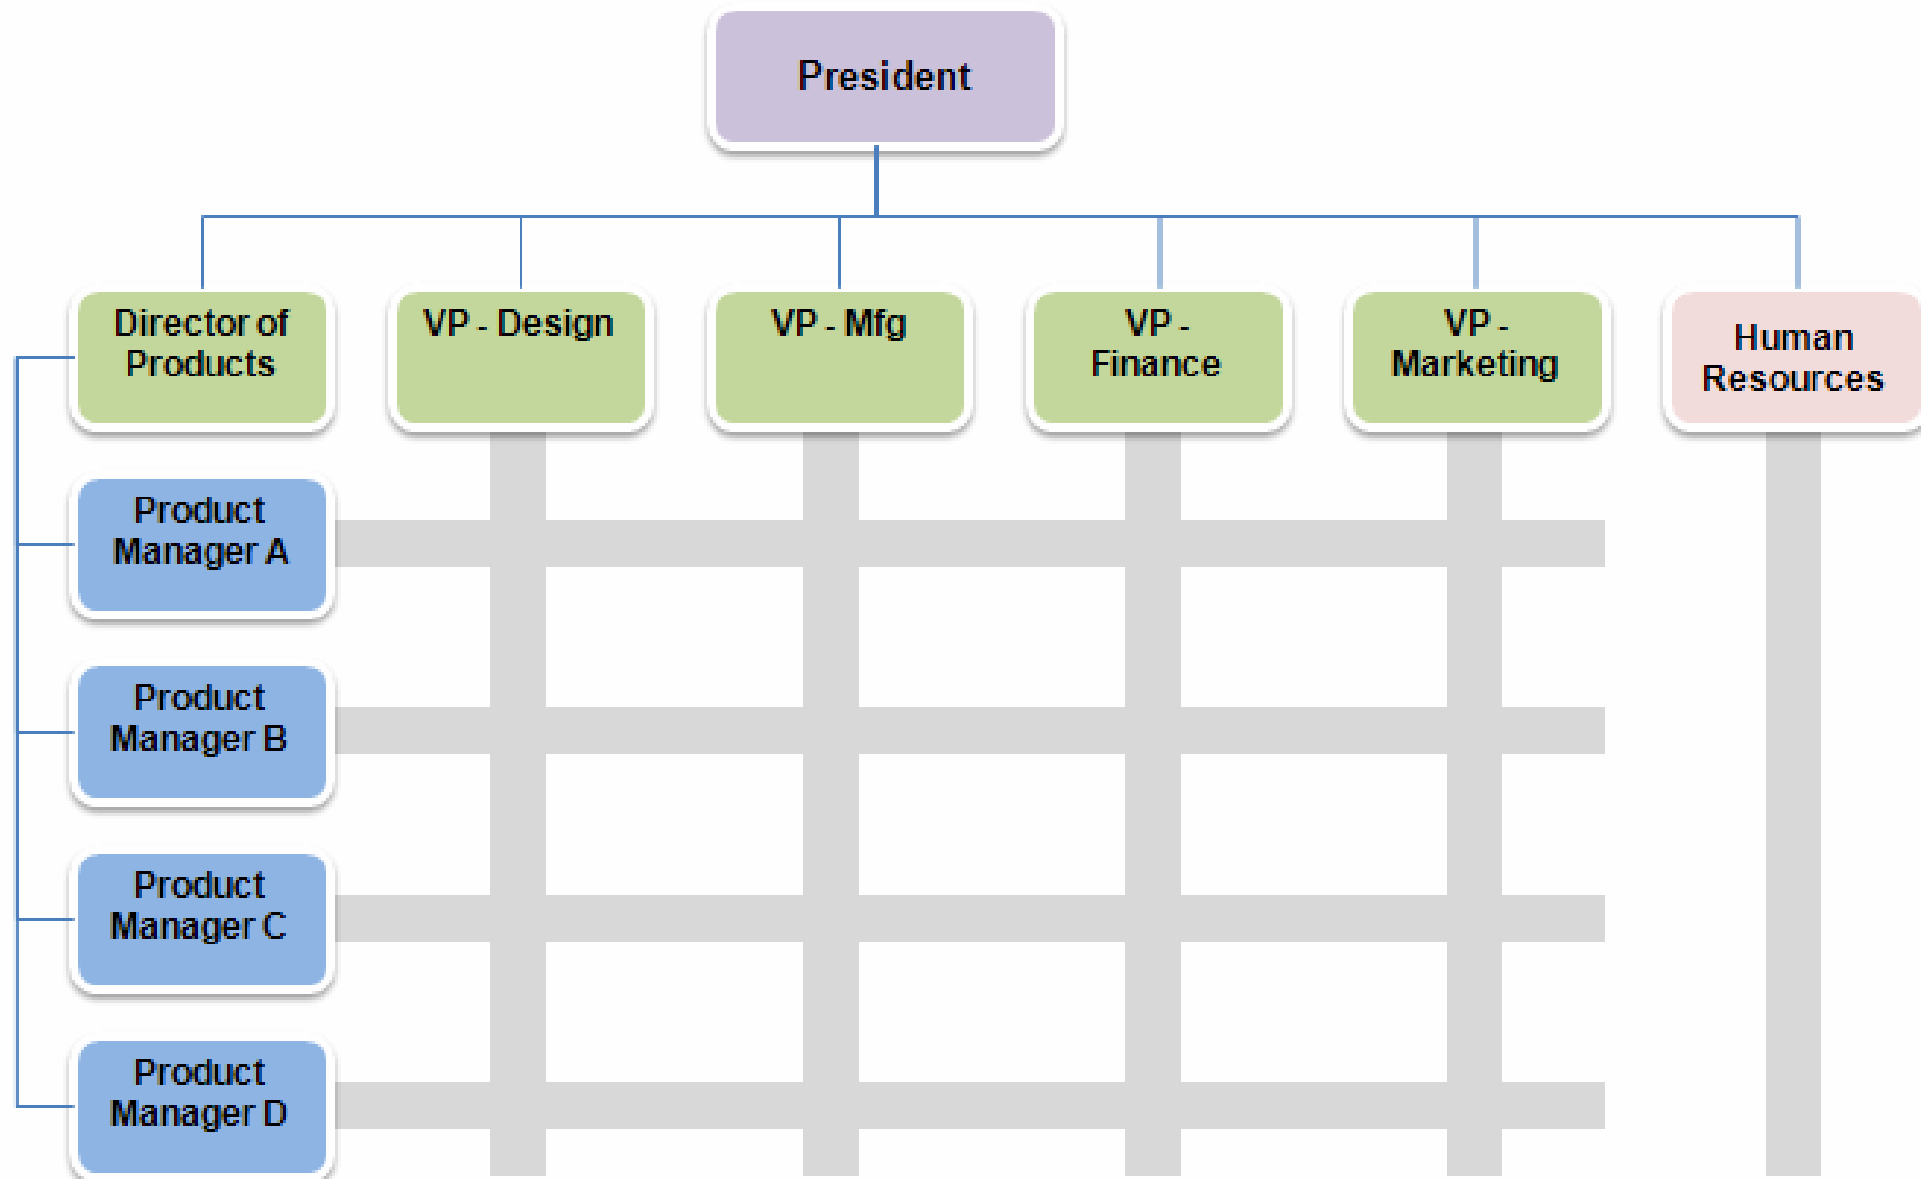 President
Director of
Products
VP - Design
VP - Mfg
VP -
Finance
VP -
Marketing
Human
Resources
Product
Manager A
Product
Manager B
Product
Manager C
Product
Manager D